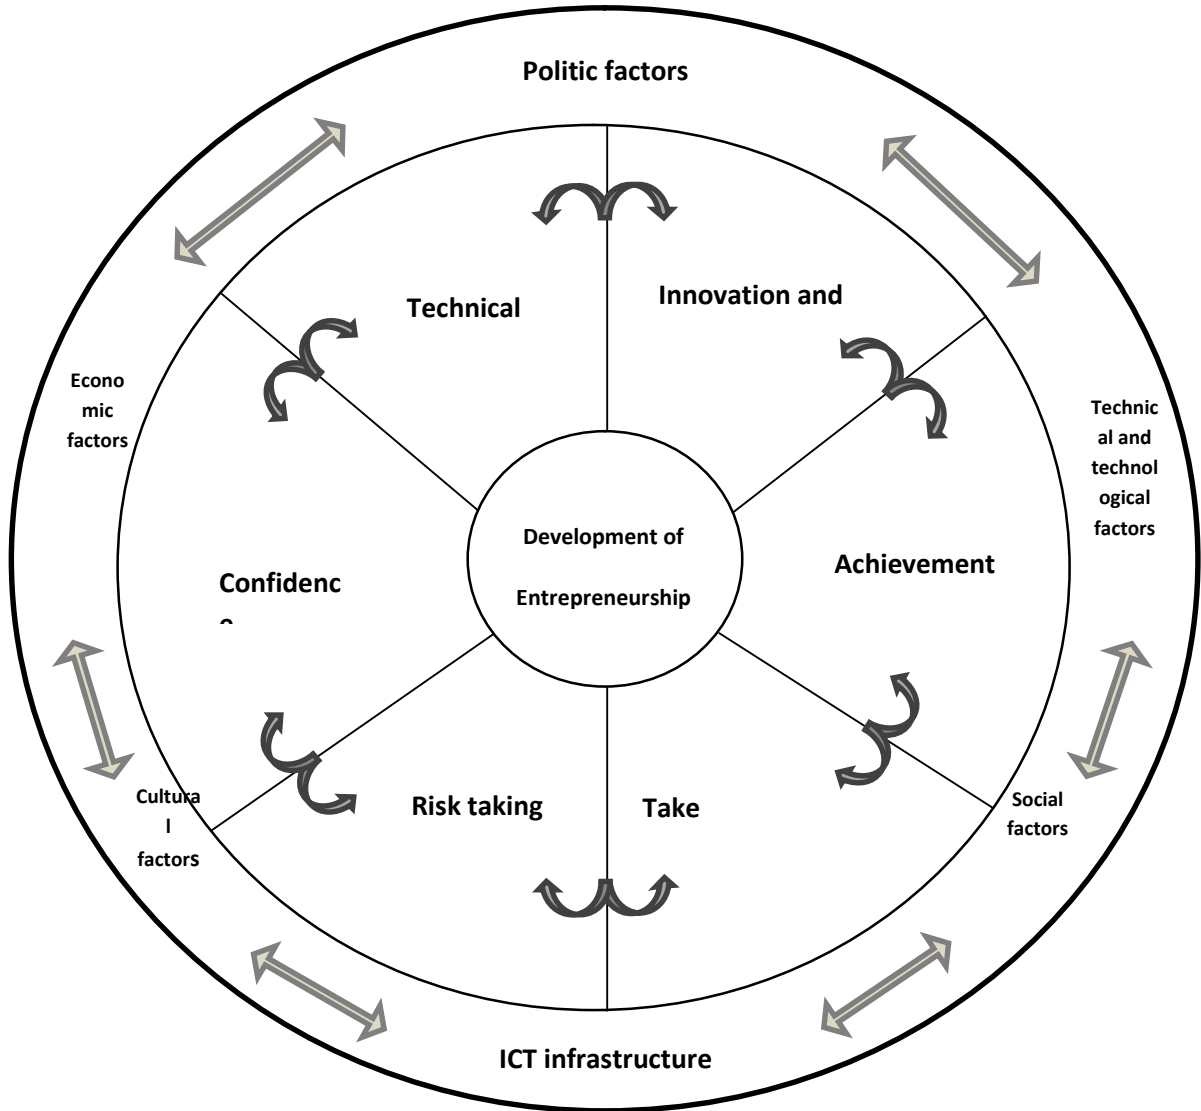 Politic factors
Technical
Innovation and
Econo
mic
factors
Technic
al and
technol
ogical
factors
Development of
Entrepreneurship
Achievement
Confidenc
Risk taking
Take
Cultura
l
factors
Social
factors
ICT infrastructure